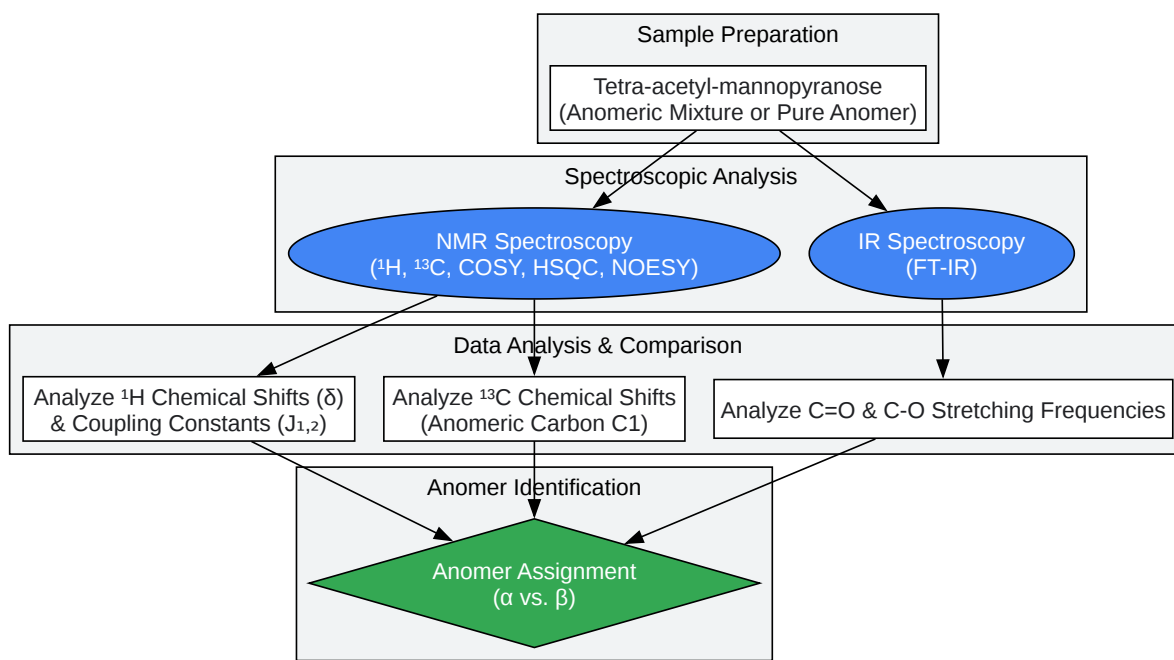 Sample Preparation
Tetra-acetyl-mannopyranose
(Anomeric Mixture or Pure Anomer)
Spectroscopic Analysis
NMR Spectroscopy
(¹H, ¹³C, COSY, HSQC, NOESY)
IR Spectroscopy
(FT-IR)
Data Analysis & Comparison
Analyze ¹H Chemical Shifts (δ)
& Coupling Constants (J₁,₂)
Analyze ¹³C Chemical Shifts
(Anomeric Carbon C1)
Analyze C=O & C-O Stretching Frequencies
Anomer Identification
Anomer Assignment
(α vs. β)